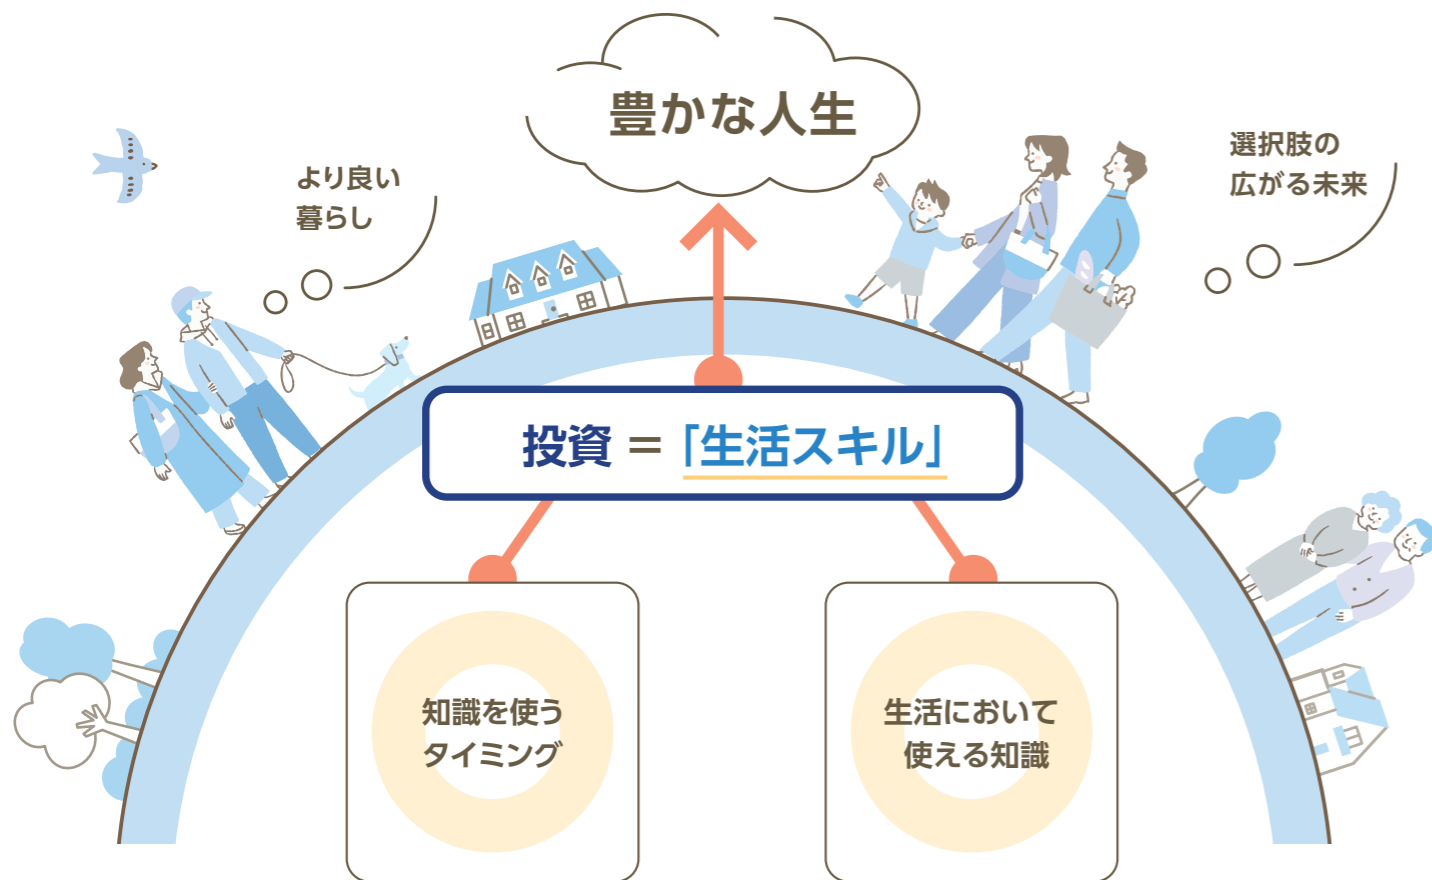 豊かな人生
より良い
暮らし
選択肢の
広がる未来
投資 = 「生活スキル」
知識を使う
タイミング
生活において
使える知識